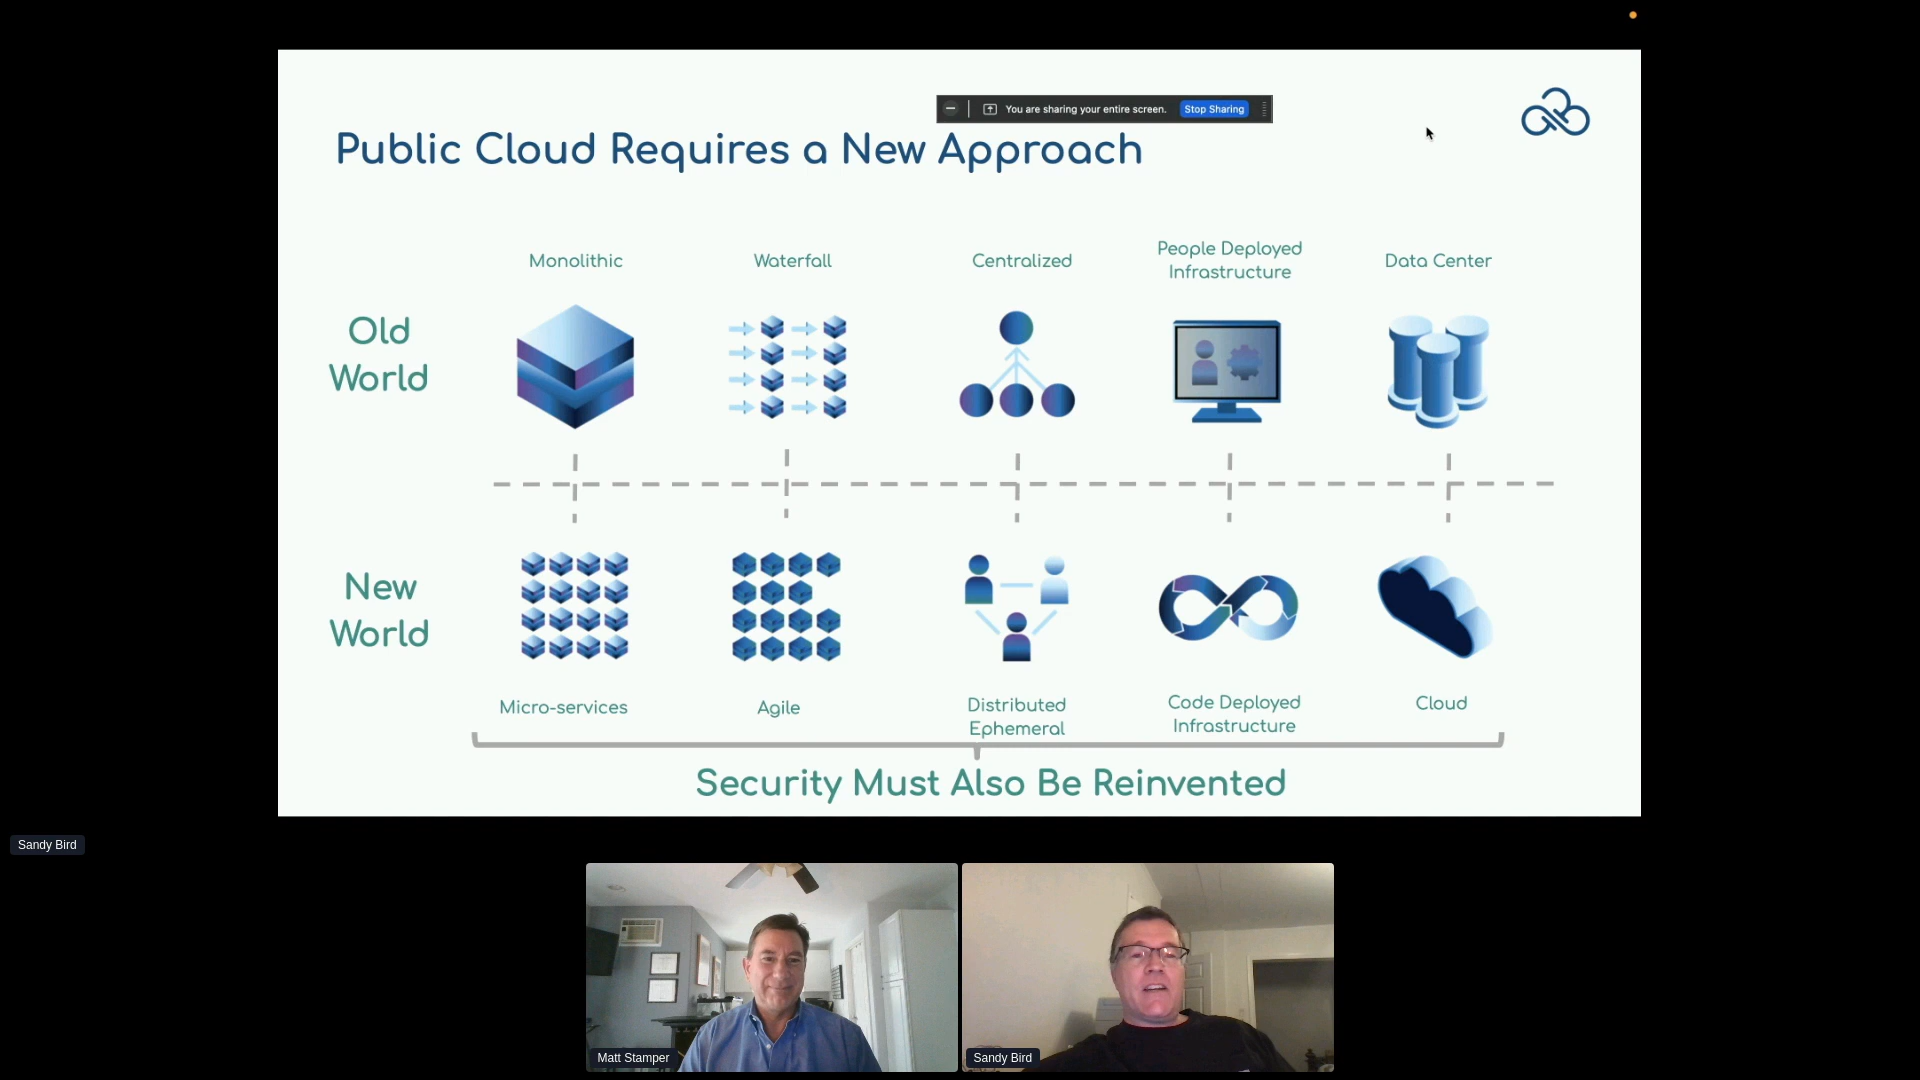 You are sharing your entire screen. Stop Sharing
Public Cloud Requires a New Approach
Monolithic
Waterfall
Centralized
People Deployed
Infrastructure
Data Center
Old
World
New
World
Micro-services
Agile
Distributed
Ephemeral
Code Deployed
Infrastructure
Cloud
Security Must Also Be Reinvented
Sandy Bird
Matt Stamper
Sandy Bird